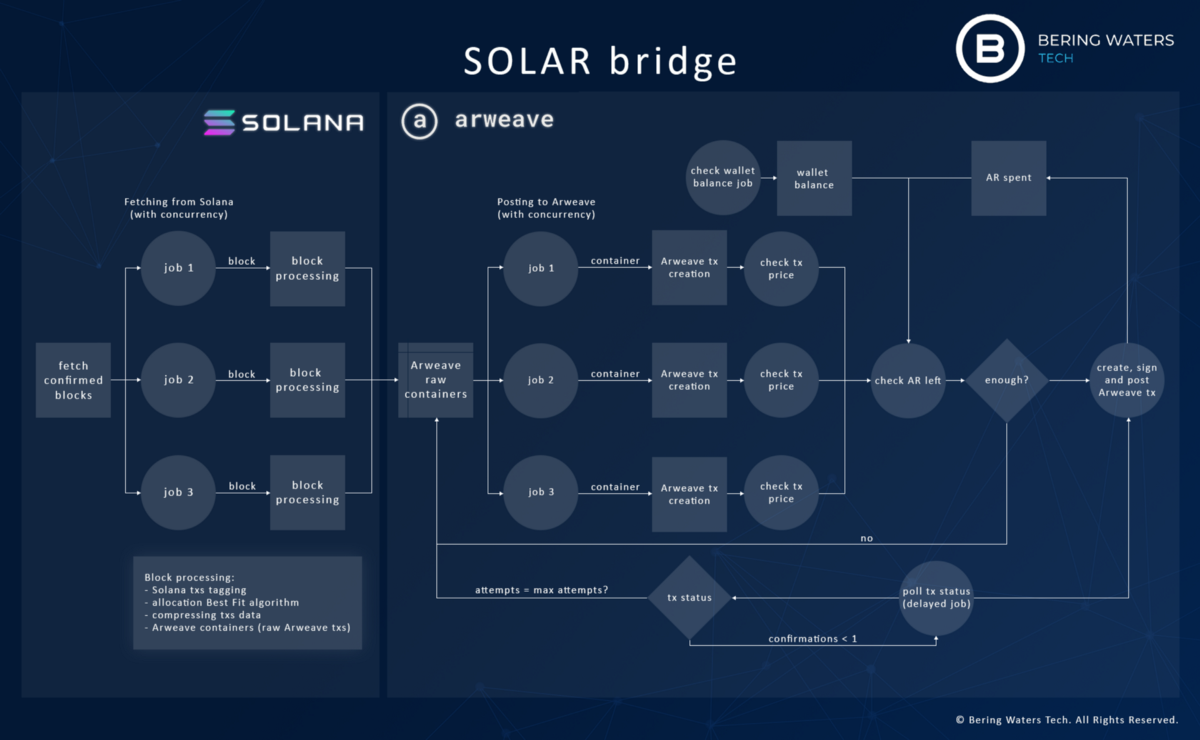 SOLAR bridge
B
BERING WATERS
TECH
SOLANA
a
arweave
Fetching from Solana
(with concurrency)
fetch
confirmed
blocks
job 1
block
block
processing
job 2
block
block
processing
job 3
block
block
processing
Block processing:
- Solana txs tagging
- allocation Best Fit algorithm
- compressing txs data
- Arweave containers (raw Arweave txs)
check wallet
balance job
wallet
balance
AR spent
Posting to Arweave
(with concurrency)
Arweave
raw
containers
job 1
container
Arweave tx
creation
check tx
price
job 2
container
Arweave tx
creation
check tx
price
job 3
container
Arweave tx
creation
check tx
price
check AR left
enough?
create, sign
and post
Arweave tx
no
attempts = max attempts?
tx status
poll tx status
(delayed job)
confirmations < 1
© Bering Waters Tech. All Rights Reserved.